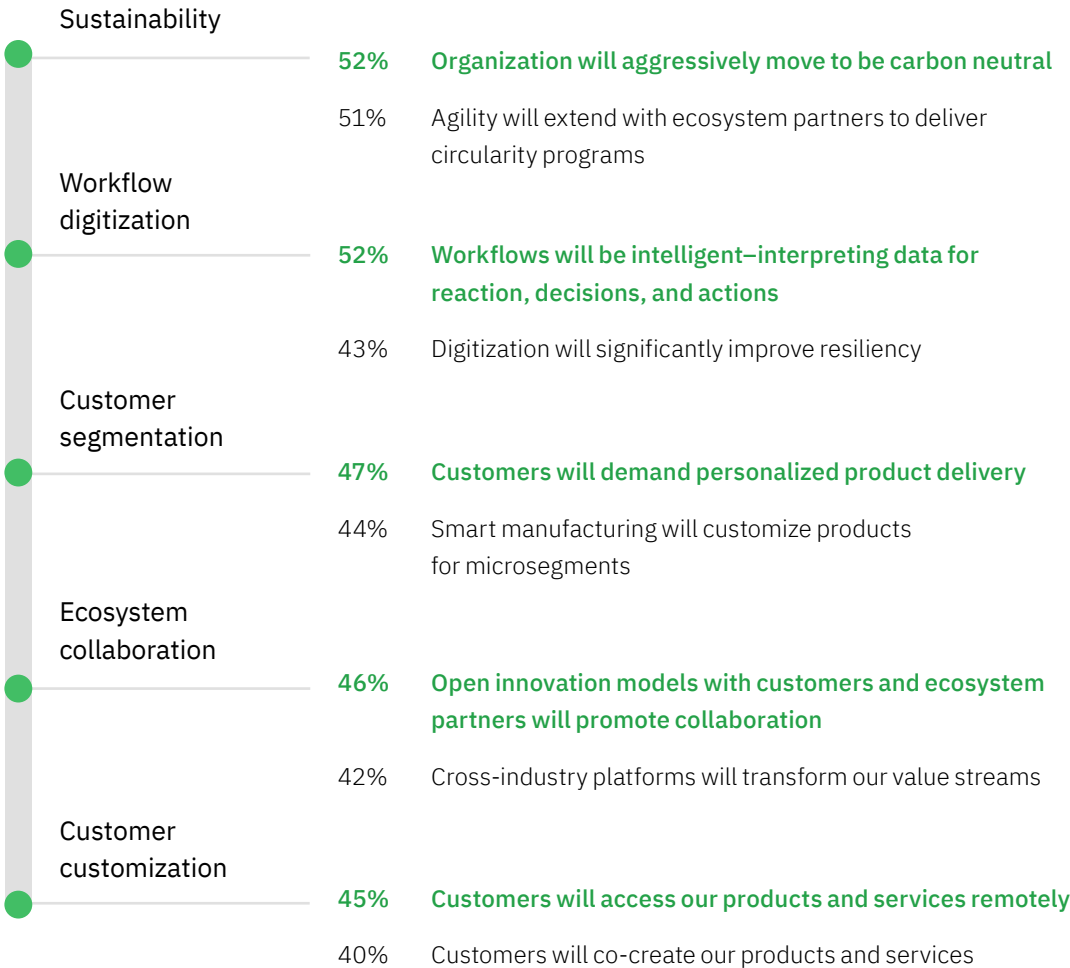 Sustainability
52% Organization will aggressively move to be carbon neutral
51% Agility will extend with ecosystem partners to deliver
circularity programs
Workflow
digitization
52% Workflows will be intelligent–interpreting data for
reaction, decisions, and actions
43% Digitization will significantly improve resiliency
Customer
segmentation
47% Customers will demand personalized product delivery
44% Smart manufacturing will customize products
for microsegments
Ecosystem
collaboration
46% Open innovation models with customers and ecosystem
partners will promote collaboration
42% Cross-industry platforms will transform our value streams
Customer
customization
45% Customers will access our products and services remotely
40% Customers will co-create our products and services